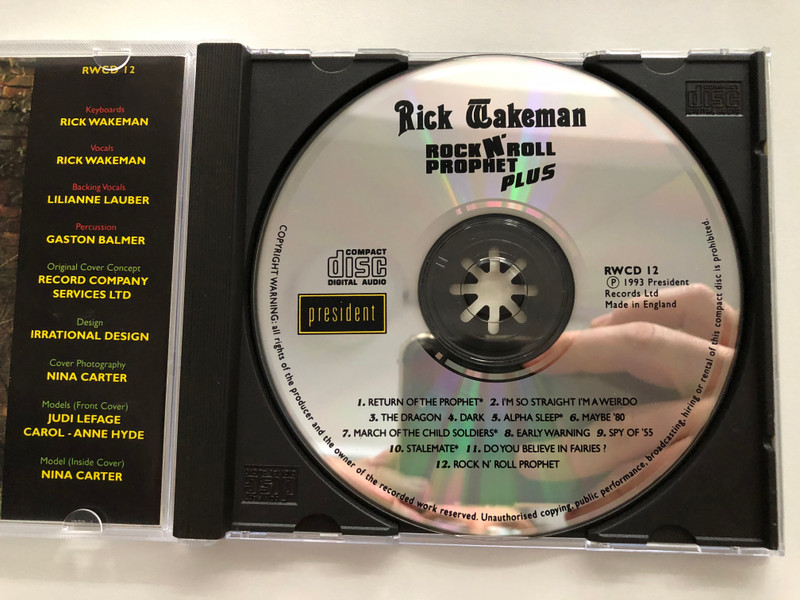 RWCD 12
Keyboards
RICK WAKEMAN
Vocals
RICK WAKEMAN
Backing Vocals
LILIANNE LAUBER
Percussion
GASTON BALMER
Original Cover Concept
RECORD COMPANY
SERVICES LTD
Design
IRRATIONAL DESIGN
Cover Photography
NINA CARTER
Models (Front Cover)
JUDI LEFAGE
CAROL - ANNE HYDE
Model (Inside Cover)
NINA CARTER
Rick Wakeman
ROCK N' ROLL
PROPHET
PLUS
COMPACT
disc
DIGITAL AUDIO
president
RWCD 12
Ⓟ 1993 President
Records Ltd
Made in England
1. RETURN OF THE PROPHET* 2. I'M SO STRAIGHT I'M A WEIRDO
3. THE DRAGON 4. DARK 5. ALPHA SLEEP* 6. MAYBE '80
7. MARCH OF THE CHILD SOLDIERS* 8. EARLY WARNING 9. SPY OF '55
10. STALEMATE* 11. DO YOU BELIEVE IN FAIRIES ?
12. ROCK N' ROLL PROPHET
COPYRIGHT WARNING: all rights of the producer and the owner of the recorded work reserved. Unauthorised copying, public performance, broadcasting, hiring or rental of this compact disc is prohibited.
disc